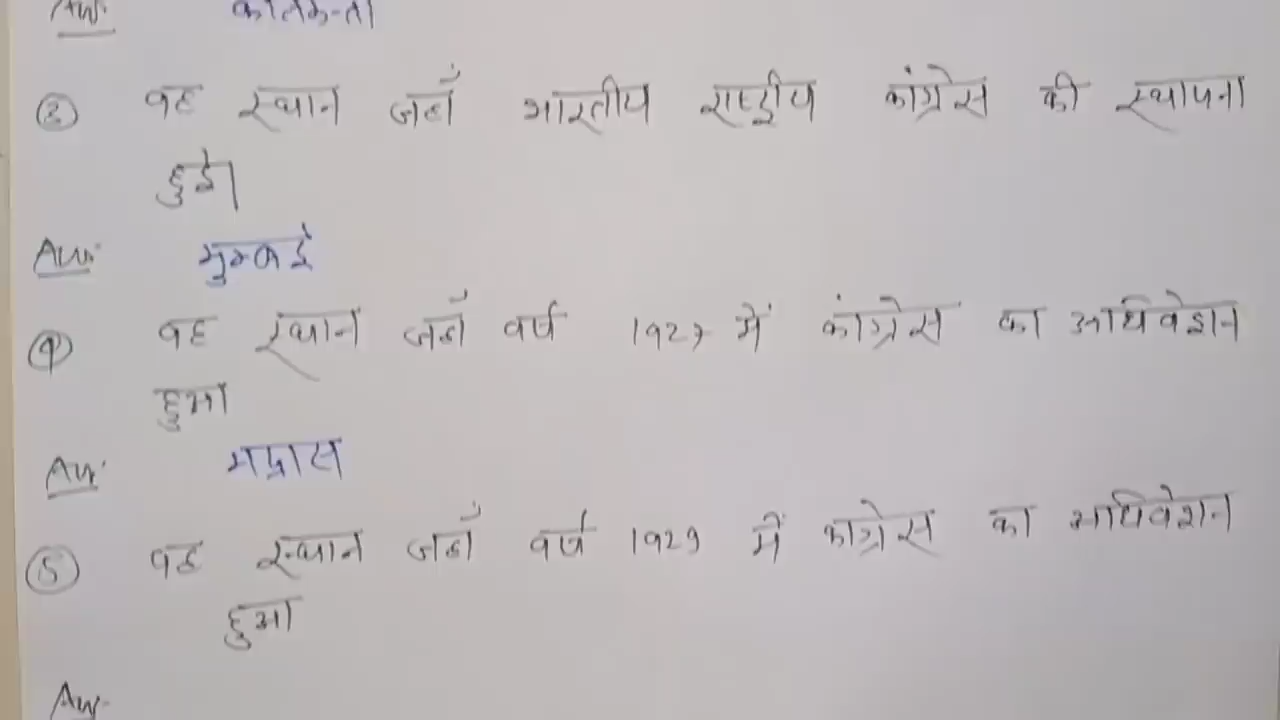 Ans. कोलकत्ता
③ वह स्थान जहाँ भारतीय राष्ट्रीय कांग्रेस की स्थापना
हुई।
Ans. मुम्बई
④ वह स्थान जहाँ वर्ष 1927 में कांग्रेस का अधिवेशन
हुआ
Ans. मद्रास
⑤ वह स्थान जहाँ वर्ष 1929 में कांग्रेस का अधिवेशन
हुआ
Ans.